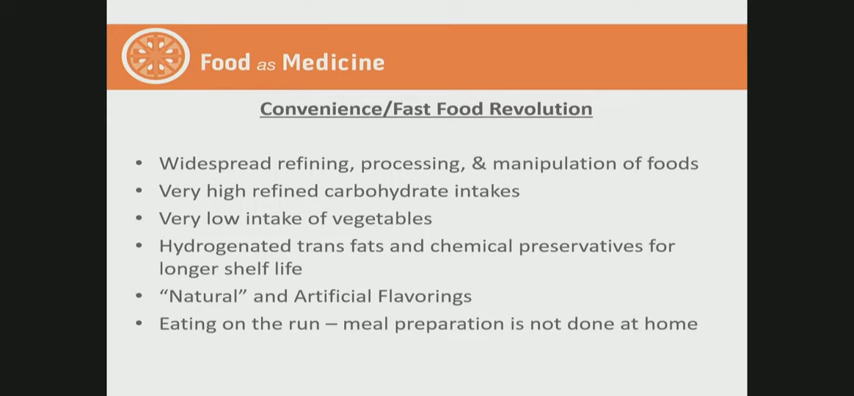 Food as Medicine
Convenience/Fast Food Revolution
• Widespread refining, processing, & manipulation of foods
• Very high refined carbohydrate intakes
• Very low intake of vegetables
• Hydrogenated trans fats and chemical preservatives for
longer shelf life
• “Natural” and Artificial Flavorings
• Eating on the run – meal preparation is not done at home